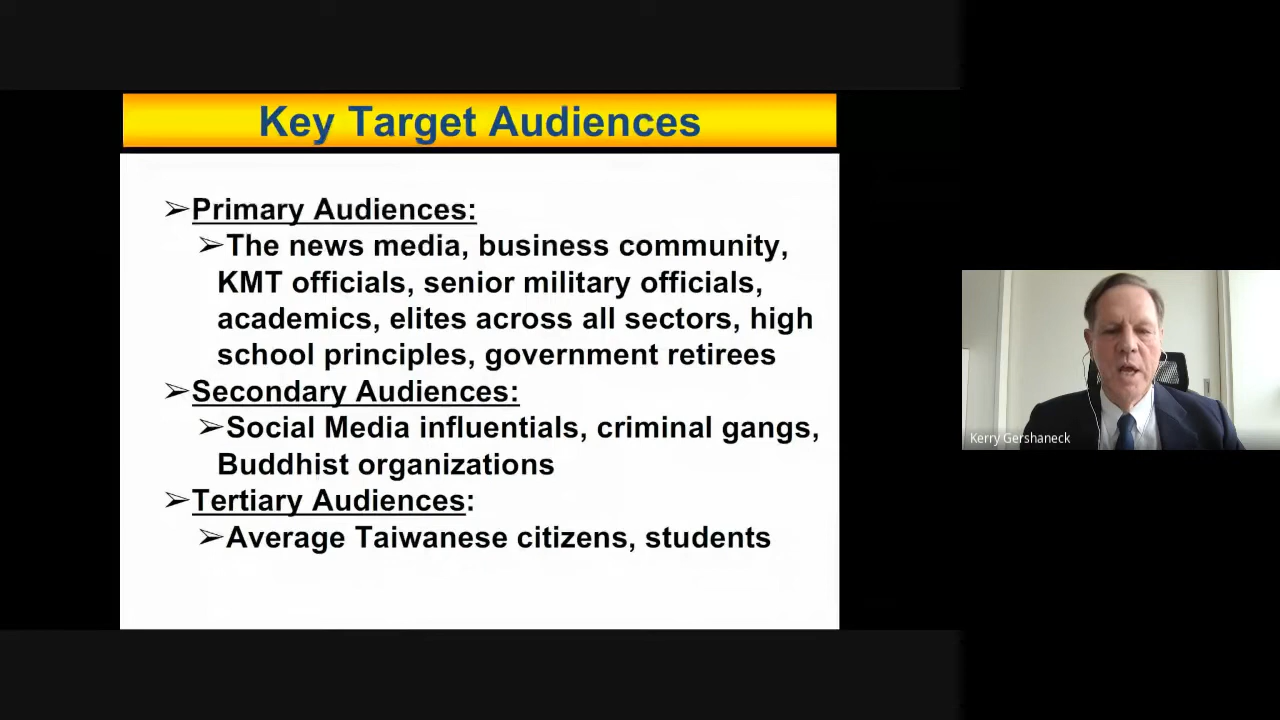 Key Target Audiences
➢Primary Audiences:
➢The news media, business community,
KMT officials, senior military officials,
academics, elites across all sectors, high
school principles, government retirees
➢Secondary Audiences:
➢Social Media influentials, criminal gangs,
Buddhist organizations
➢Tertiary Audiences:
➢Average Taiwanese citizens, students
Kerry Gershaneck